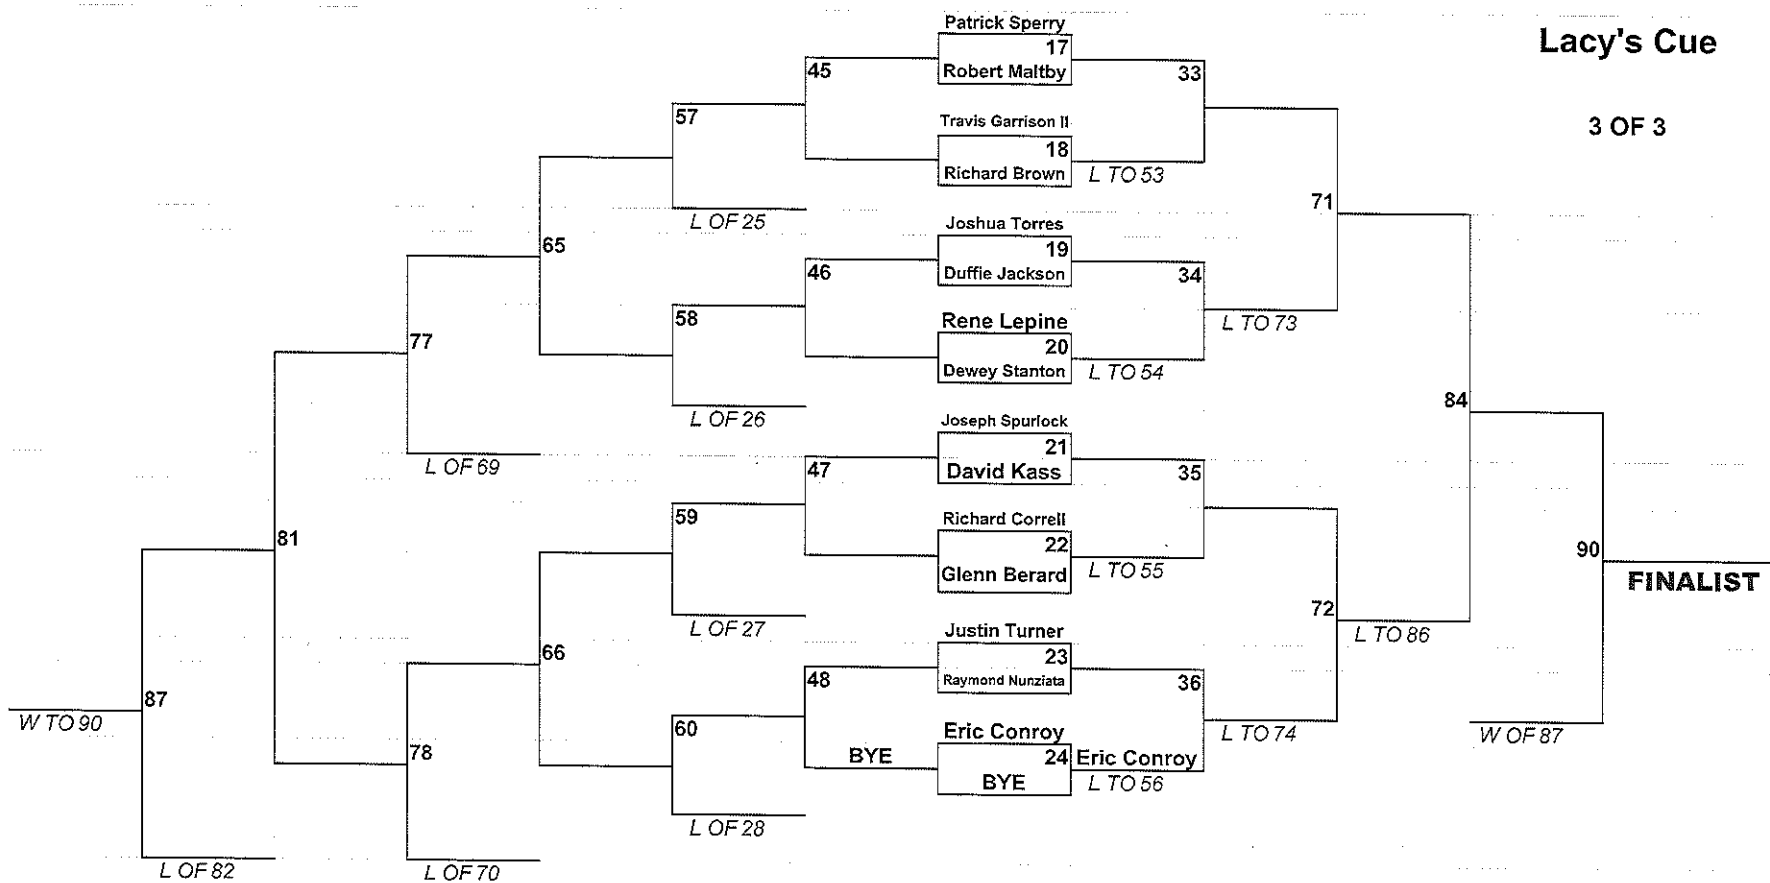 Patrick Sperry
Lacy's Cue
17
45
33
Robert Maltby
57
Travis Garrison II
3 OF 3
18
Richard Brown
L TO 53
71
L OF 25
Joshua Torres
65
19
46
34
Duffie Jackson
58
Rene Lepine
L TO 73
77
20
Dewey Stanton
L TO 54
84
L OF 26
Joseph Spurlock
21
L OF 69
47
David Kass
35
59
Richard Correll
81
22
90
Glenn Berard
L TO 55
FINALIST
72
L OF 27
Justin Turner
L TO 86
66
23
48
Raymond Nunziata
36
87
W TO 90
60
Eric Conroy
L TO 74
W OF 87
78
BYE
24
Eric Conroy
BYE
L TO 56
L OF 28
L OF 82
L OF 70